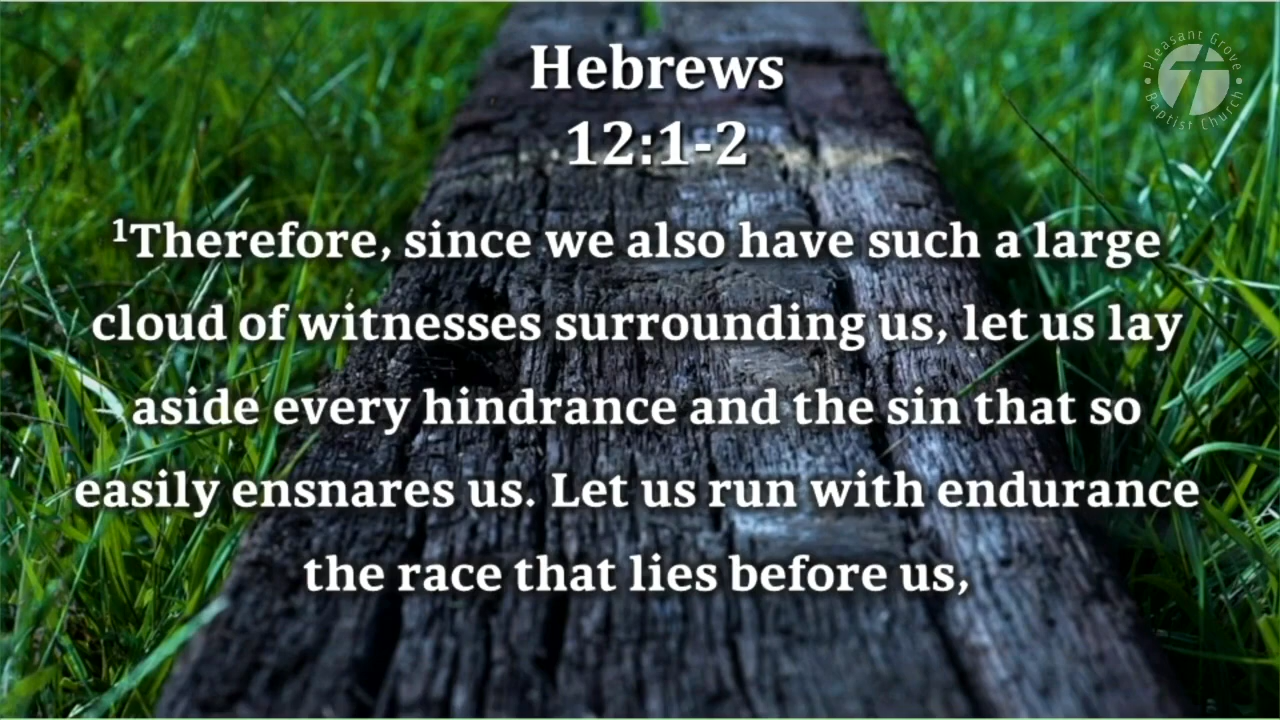 Pleasant Grove
Baptist Church
Hebrews
12:1-2
¹Therefore, since we also have such a large
cloud of witnesses surrounding us, let us lay
aside every hindrance and the sin that so
easily ensnares us. Let us run with endurance
the race that lies before us,